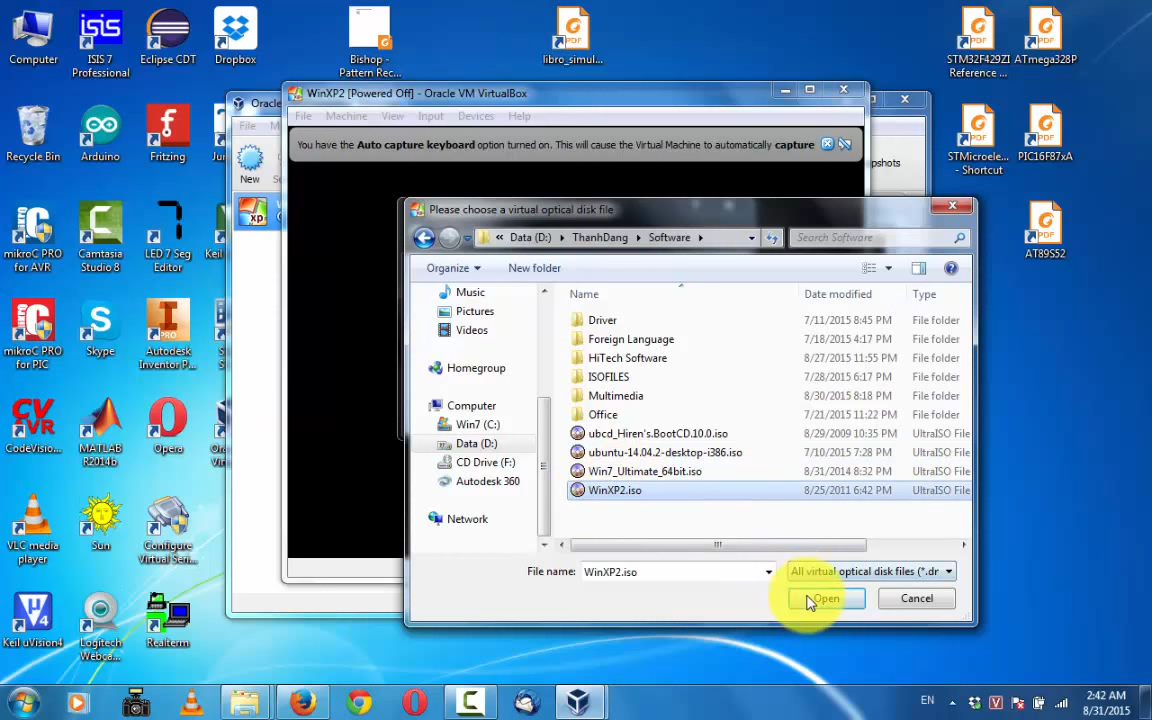 Computer
ISIS 7
Professional
Eclipse CDT
Dropbox
Bishop -
Pattern Rec...
libro_simul...
STM32F429ZI
Reference ...
ATmega328P
Recycle Bin
Arduino
Fritzing
STMicroele...
- Shortcut
PIC16F87xA
mikroC PRO
for AVR
Camtasia
Studio 8
LED 7 Seg
Editor
Keil
AT89S52
mikroC PRO
for PIC
Skype
Autodesk
Inventor P...
CodeVisio...
MATLAB
R2014b
Opera
VLC media
player
Sun
Configure
Virtual Seri...
Keil uVision4
Logitech
Webca...
Realterm
Oracle
File
New
WinXP2 [Powered Off] - Oracle VM VirtualBox
File Machine View Input Devices Help
You have the Auto capture keyboard option turned on. This will cause the Virtual Machine to automatically capture
Please choose a virtual optical disk file
« Data (D:) ThanhDang Software
Search Software
Organize New folder
Name Date modified Type
Music
Pictures
Videos
Homegroup
Computer
Win7 (C:)
Data (D:)
CD Drive (F:)
Autodesk 360
Network
Driver 7/11/2015 8:45 PM File folder
Foreign Language 7/18/2015 4:17 PM File folder
HiTech Software 8/27/2015 11:55 PM File folder
ISOFILES 7/28/2015 6:17 PM File folder
Multimedia 8/30/2015 8:18 PM File folder
Office 7/21/2015 11:22 PM File folder
ubcd_Hiren's.BootCD.10.0.iso 8/29/2009 10:35 PM UltraISO File
ubuntu-14.04.2-desktop-i386.iso 7/10/2015 7:28 PM UltraISO File
Win7_Ultimate_64bit.iso 8/31/2014 8:32 PM UltraISO File
WinXP2.iso 8/25/2011 6:42 PM UltraISO File
File name: WinXP2.iso All virtual optical disk files (*.dr
Open Cancel
EN
2:42 AM
8/31/2015